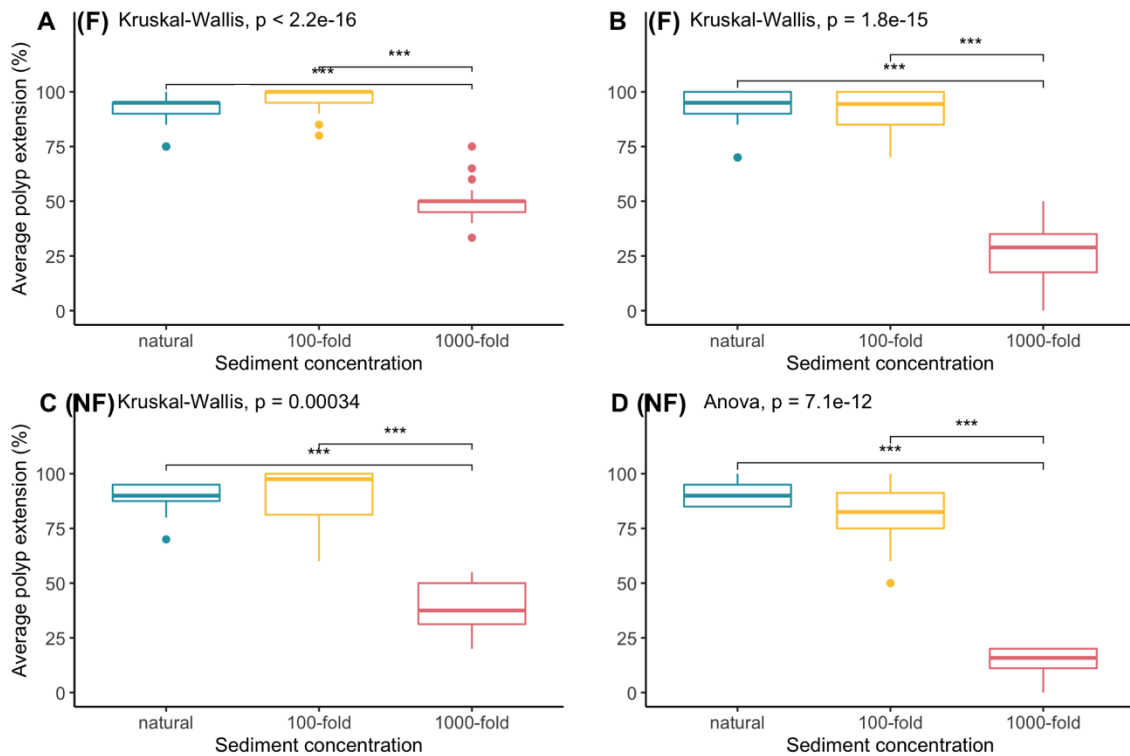 A (F) Kruskal-Wallis, p < 2.2e-16
***
***
Average polyp extension (%)
100
75
50
25
0
natural 100-fold 1000-fold
Sediment concentration
B (F) Kruskal-Wallis, p = 1.8e-15
***
***
100
75
50
25
0
natural 100-fold 1000-fold
Sediment concentration
C (NF) Kruskal-Wallis, p = 0.00034
***
***
Average polyp extension (%)
100
75
50
25
0
natural 100-fold 1000-fold
Sediment concentration
D (NF) Anova, p = 7.1e-12
***
***
100
75
50
25
0
natural 100-fold 1000-fold
Sediment concentration